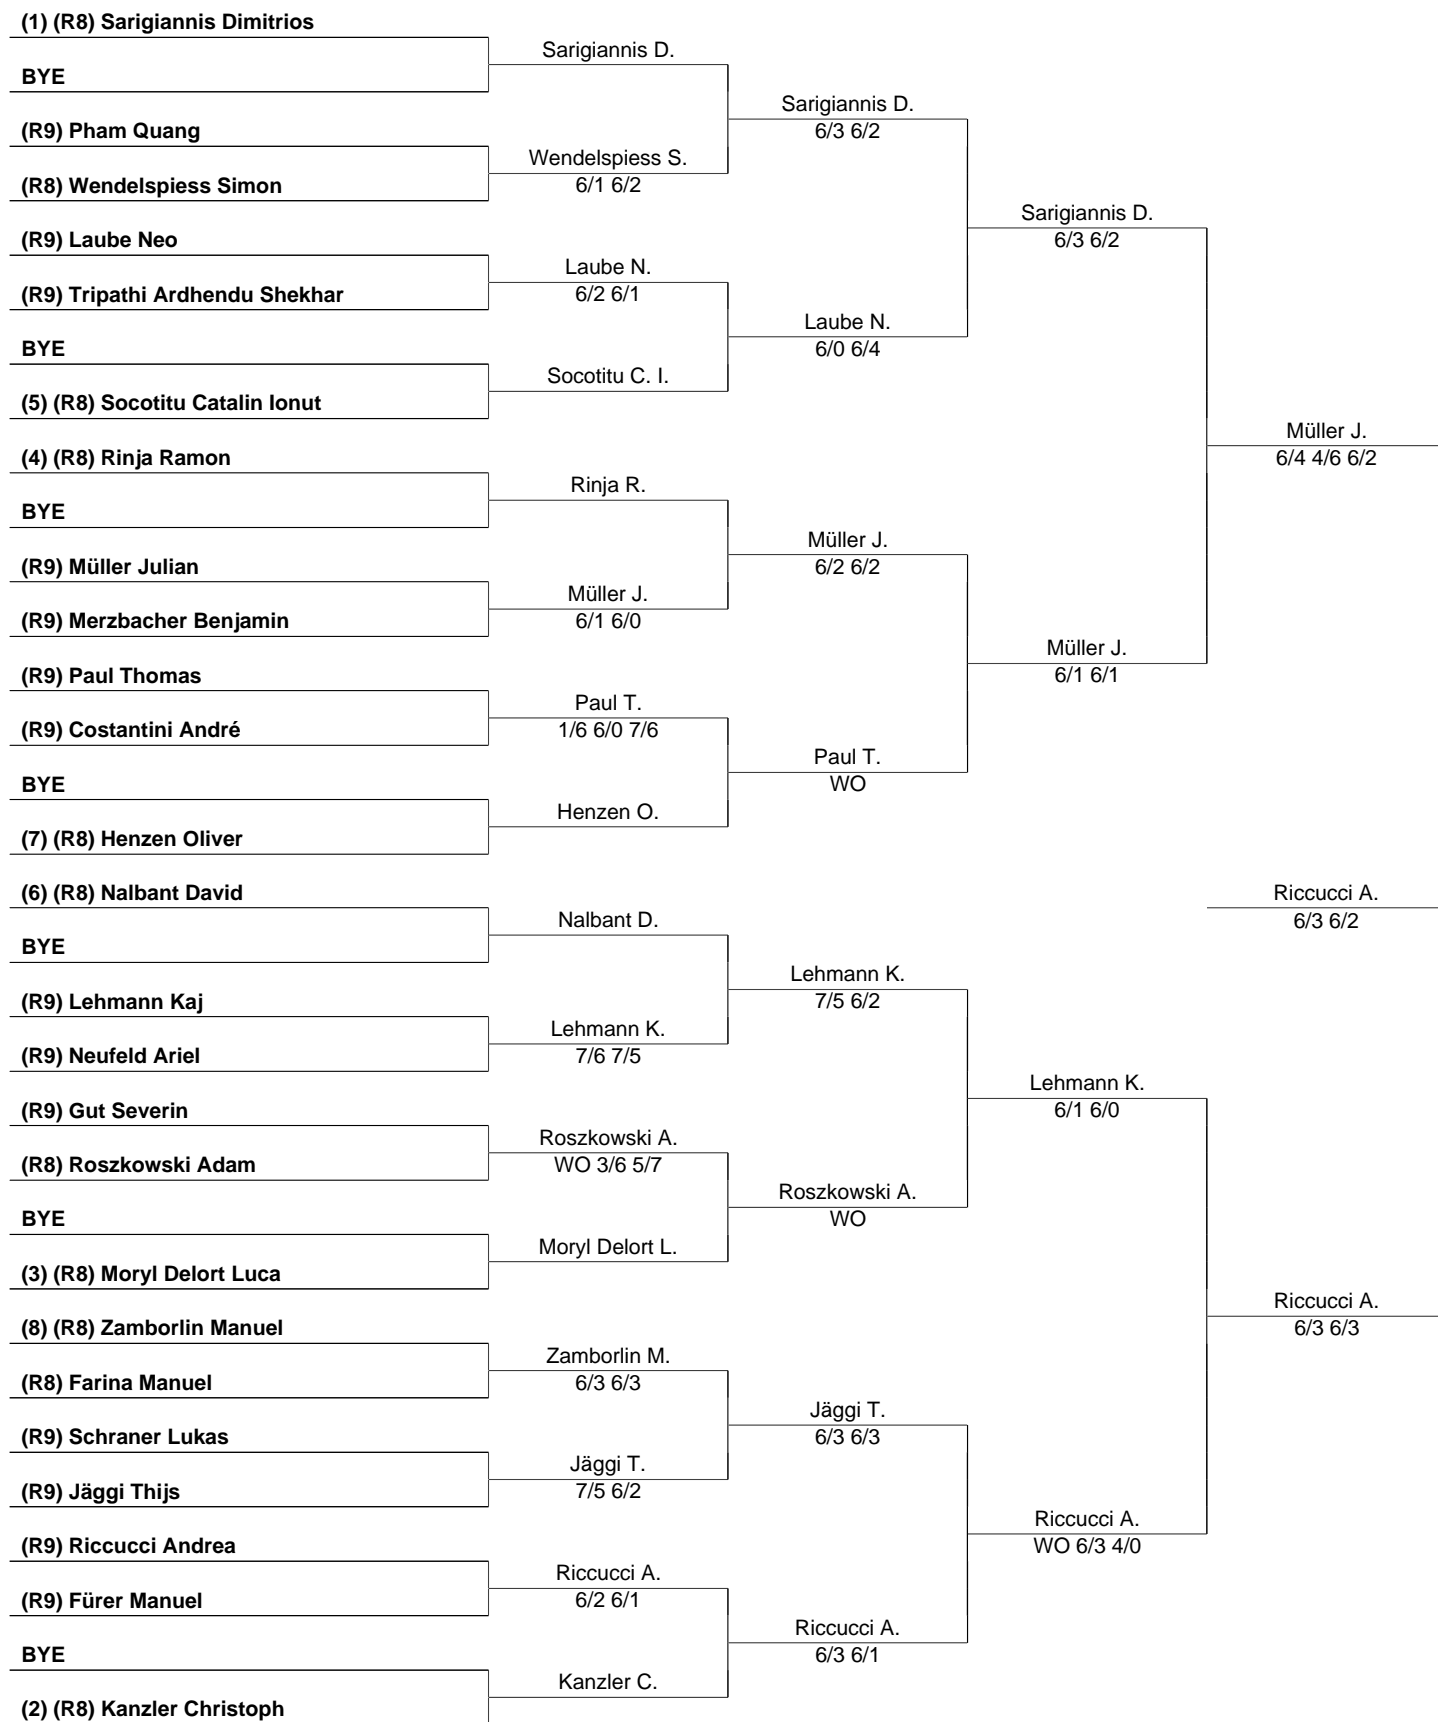 (1) (R8) Sarigiannis Dimitrios
BYE
(R9) Pham Quang
(R8) Wendelspiess Simon
(R9) Laube Neo
(R9) Tripathi Ardhendu Shekhar
BYE
(5) (R8) Socotitu Catalin Ionut
(4) (R8) Rinja Ramon
BYE
(R9) Müller Julian
(R9) Merzbacher Benjamin
(R9) Paul Thomas
(R9) Costantini André
BYE
(7) (R8) Henzen Oliver
(6) (R8) Nalbant David
BYE
(R9) Lehmann Kaj
(R9) Neufeld Ariel
(R9) Gut Severin
(R8) Roszkowski Adam
BYE
(3) (R8) Moryl Delort Luca
(8) (R8) Zamborlin Manuel
(R8) Farina Manuel
(R9) Schraner Lukas
(R9) Jäggi Thijs
(R9) Riccucci Andrea
(R9) Fürer Manuel
BYE
(2) (R8) Kanzler Christoph
Sarigiannis D.
Wendelspiess S.
6/1 6/2
Laube N.
6/2 6/1
Socotitu C. I.
Rinja R.
Müller J.
6/1 6/0
Paul T.
1/6 6/0 7/6
Henzen O.
Nalbant D.
Lehmann K.
7/6 7/5
Roszkowski A.
WO 3/6 5/7
Moryl Delort L.
Zamborlin M.
6/3 6/3
Jäggi T.
7/5 6/2
Riccucci A.
6/2 6/1
Kanzler C.
Sarigiannis D.
6/3 6/2
Laube N.
6/0 6/4
Müller J.
6/2 6/2
Paul T.
WO
Lehmann K.
7/5 6/2
Roszkowski A.
WO
Jäggi T.
6/3 6/3
Riccucci A.
6/3 6/1
Sarigiannis D.
6/3 6/2
Müller J.
6/1 6/1
Lehmann K.
6/1 6/0
Riccucci A.
WO 6/3 4/0
Müller J.
6/4 4/6 6/2
Riccucci A.
6/3 6/2
Riccucci A.
6/3 6/3